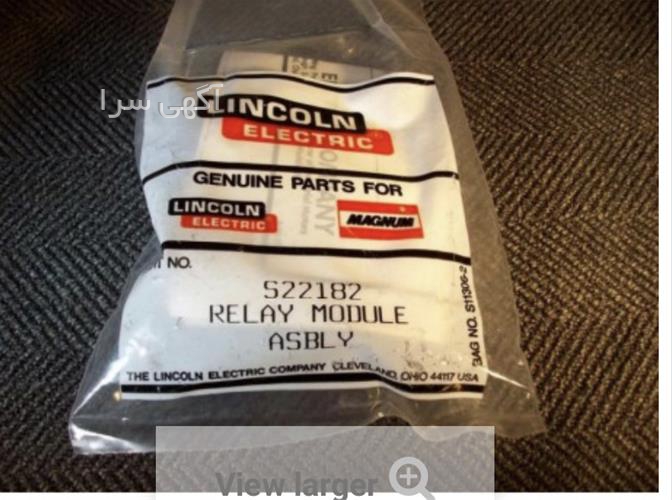 آگهی سرا
LINCOLN
ELECTRIC
GENUINE PARTS FOR
LINCOLN
ELECTRIC
MAGNUM
NO.
S22182
RELAY MODULE
ASBLY
THE LINCOLN ELECTRIC COMPANY CLEVELAND, OHIO 44117 USA
BAG NO. S11306-2
View larger